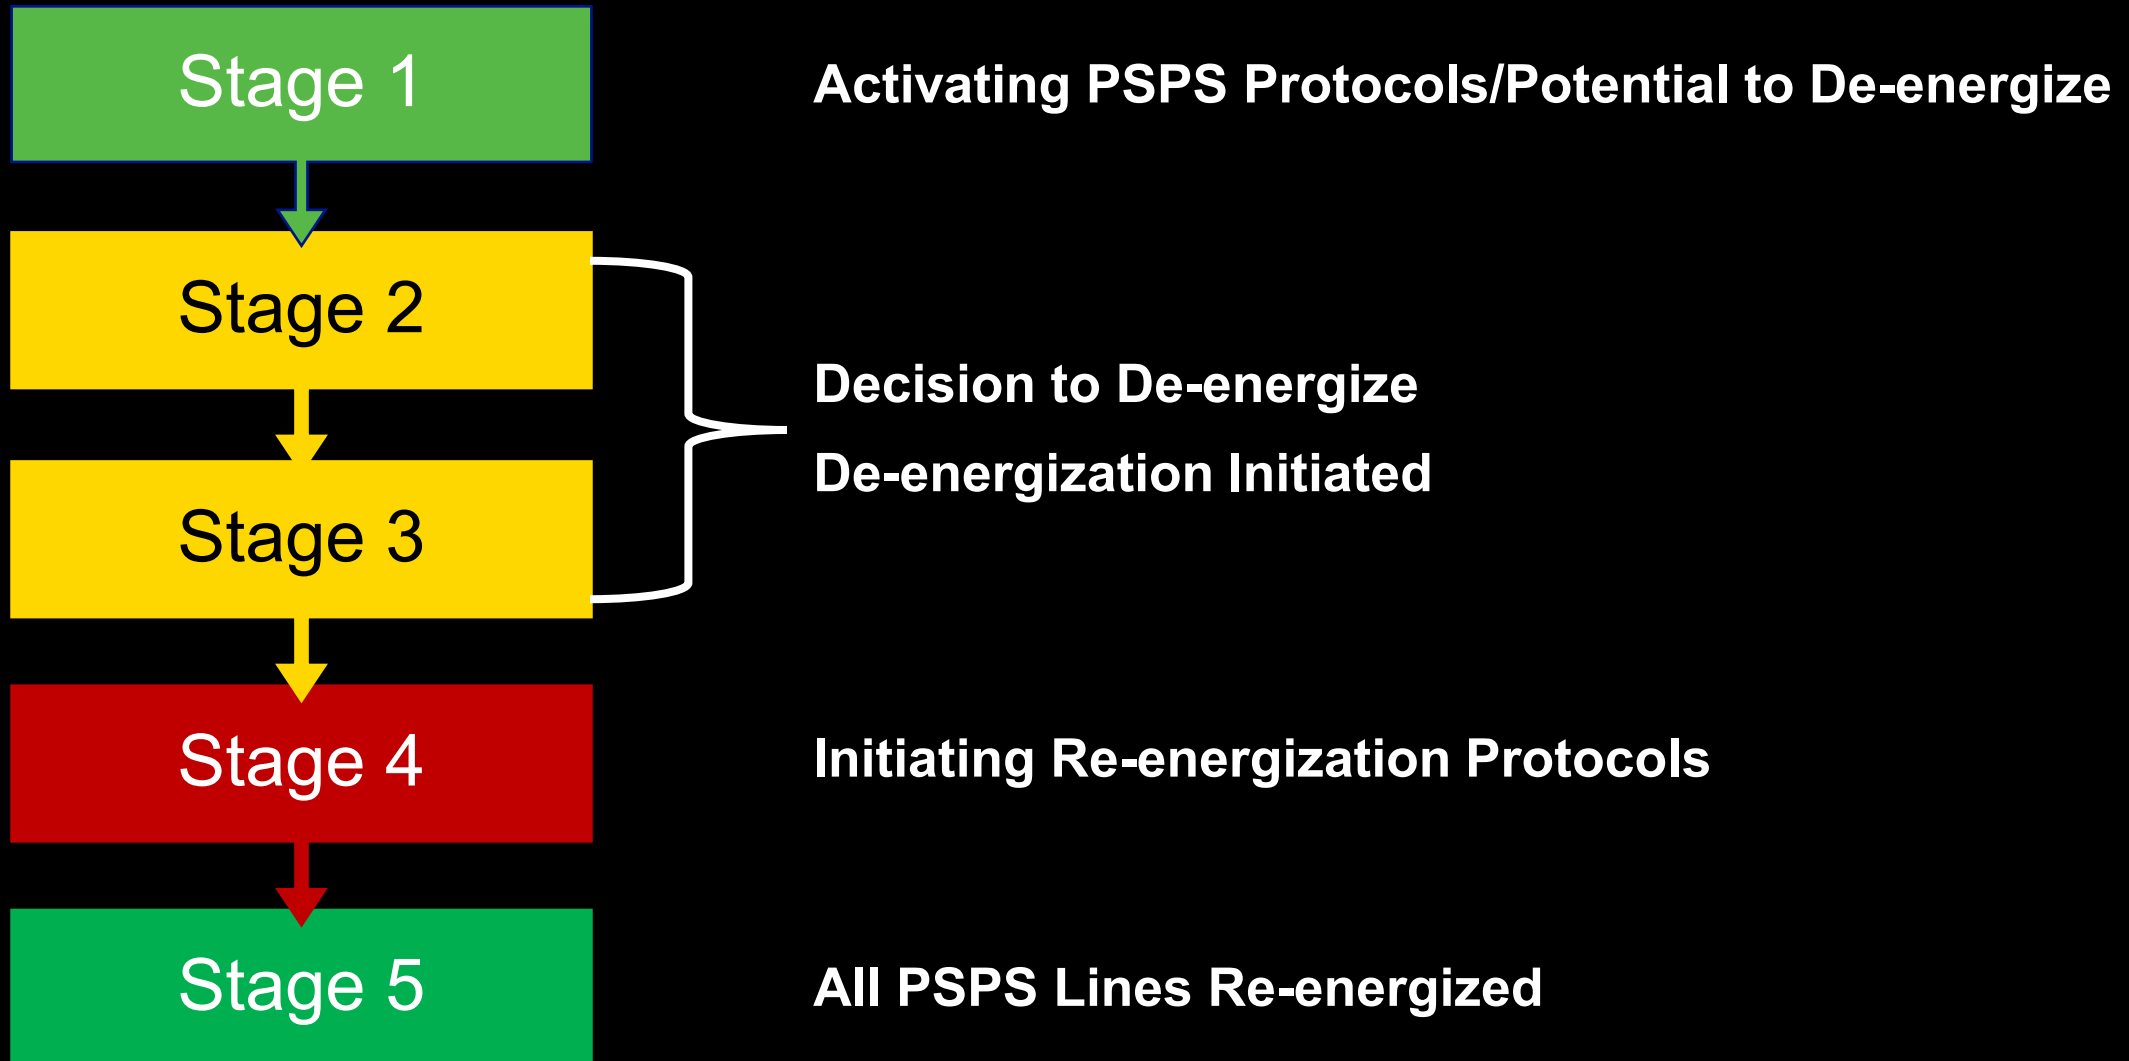 Stage 1
Activating PSPS Protocols/Potential to De-energize
Stage 2
Decision to De-energize
De-energization Initiated
Stage 3
Stage 4
Initiating Re-energization Protocols
Stage 5
All PSPS Lines Re-energized